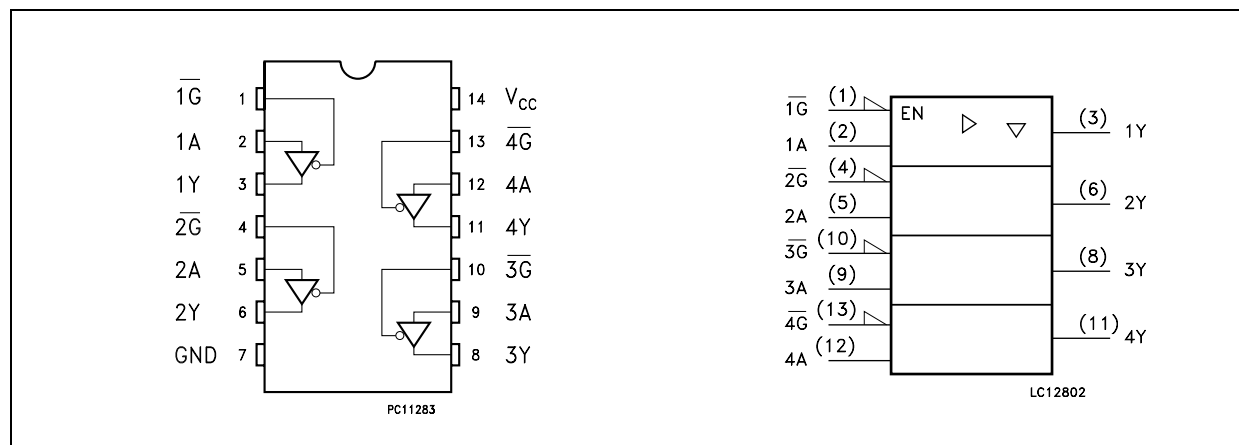 1G̅ 1 14 VCC
1A 2 13 4G̅
1Y 3 12 4A
2G̅ 4 11 4Y
2A 5 10 3G̅
2Y 6 9 3A
GND 7 8 3Y
PC11283
1G̅ (1) EN
1A (2) (3) 1Y
2G̅ (4)
2A (5) (6) 2Y
3G̅ (10)
3A (9) (8) 3Y
4G̅ (13)
4A (12) (11) 4Y
LC12802